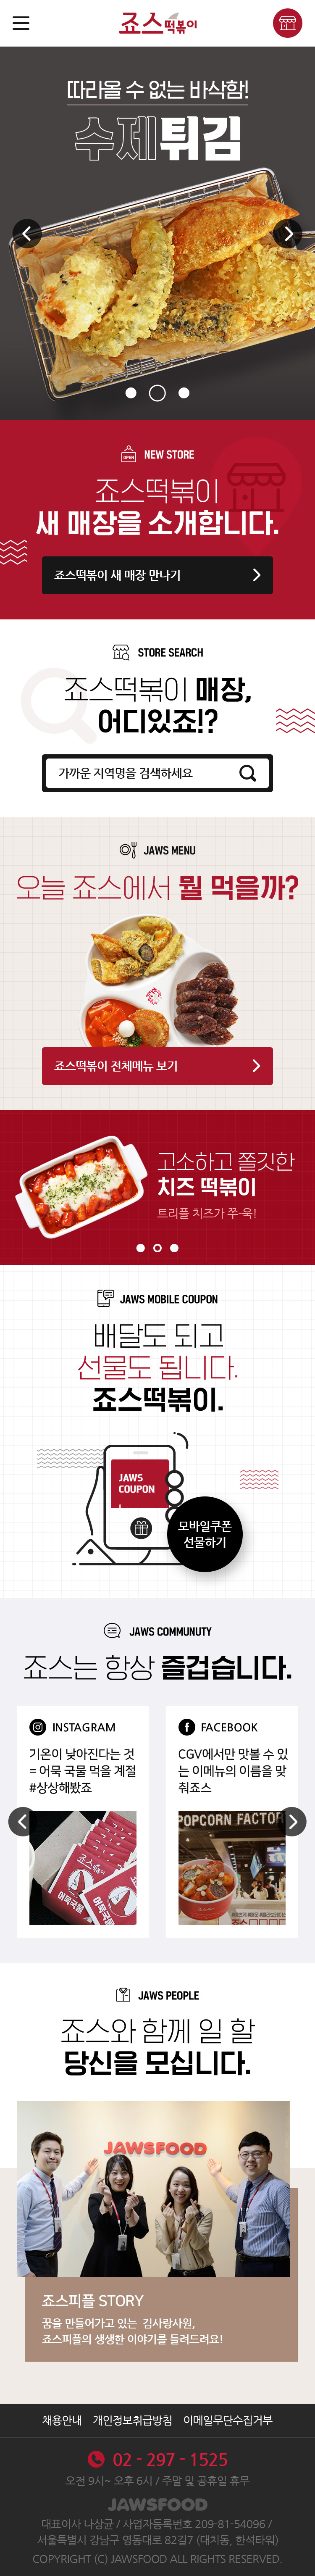 죠스떡볶이
따라올 수 없는 바삭함!
수제튀김
OPEN
NEW STORE
죠스떡볶이
새 매장을 소개합니다.
죠스떡볶이 새 매장 만나기
STORE SEARCH
죠스떡볶이 매장,
어디있죠!?
가까운 지역명을 검색하세요
JAWS MENU
오늘 죠스에서 뭘 먹을까?
죠스떡볶이 전체메뉴 보기
고소하고 쫄깃한
치즈 떡볶이
트리플 치즈가 쭈-욱!
JAWS MOBILE COUPON
배달도 되고
선물도 됩니다.
죠스떡볶이.
JAWS
COUPON
모바일쿠폰
선물하기
JAWS COMMUNUTY
죠스는 항상 즐겁습니다.
INSTAGRAM
기온이 낮아진다는 것
= 어묵 국물 먹을 계절
#상상해봤죠
어묵국물
FACEBOOK
CGV에서만 맛볼 수 있
는 이메뉴의 이름을 맞
춰죠스
POPCORN FACTOR
JAWS PEOPLE
죠스와 함께 일 할
당신을 모십니다.
JAWSFOOD
죠스피플 STORY
꿈을 만들어가고 있는 김사랑사원,
죠스피플의 생생한 이야기를 들려드려요!
채용안내 개인정보취급방침 이메일무단수집거부
02 - 297 - 1525
오전 9시~ 오후 6시 / 주말 및 공휴일 휴무
JAWSFOOD
대표이사 나상균 / 사업자등록번호 209-81-54096 /
서울특별시 강남구 영동대로 82길7 (대치동, 한석타워)
COPYRIGHT (C) JAWSFOOD ALL RIGHTS RESERVED.